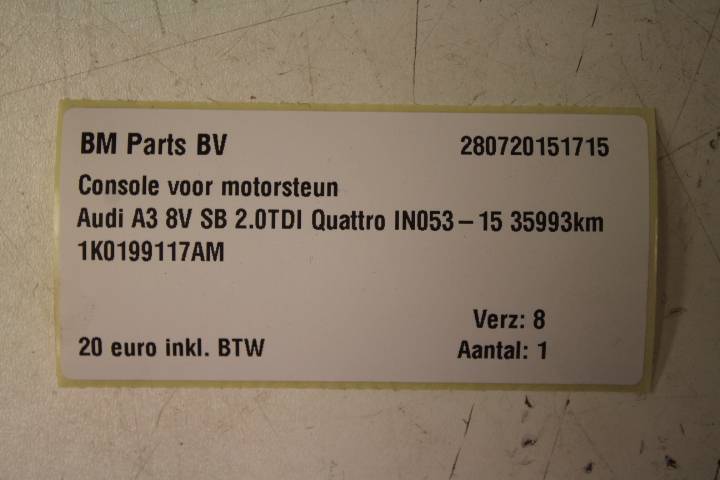 BM Parts BV 280720151715
Console voor motorsteun
Audi A3 8V SB 2.0TDI Quattro IN053-15 35993km
1K0199117AM
Verz: 8
20 euro inkl. BTW Aantal: 1